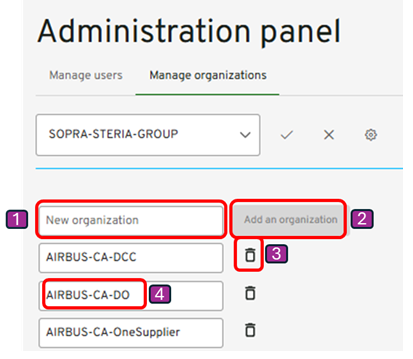 Administration panel
Manage users Manage organizations
SOPRA-STERIA-GROUP
1 New organization Add an organization 2
AIRBUS-CA-DCC 3
AIRBUS-CA-DO 4
AIRBUS-CA-OneSupplier